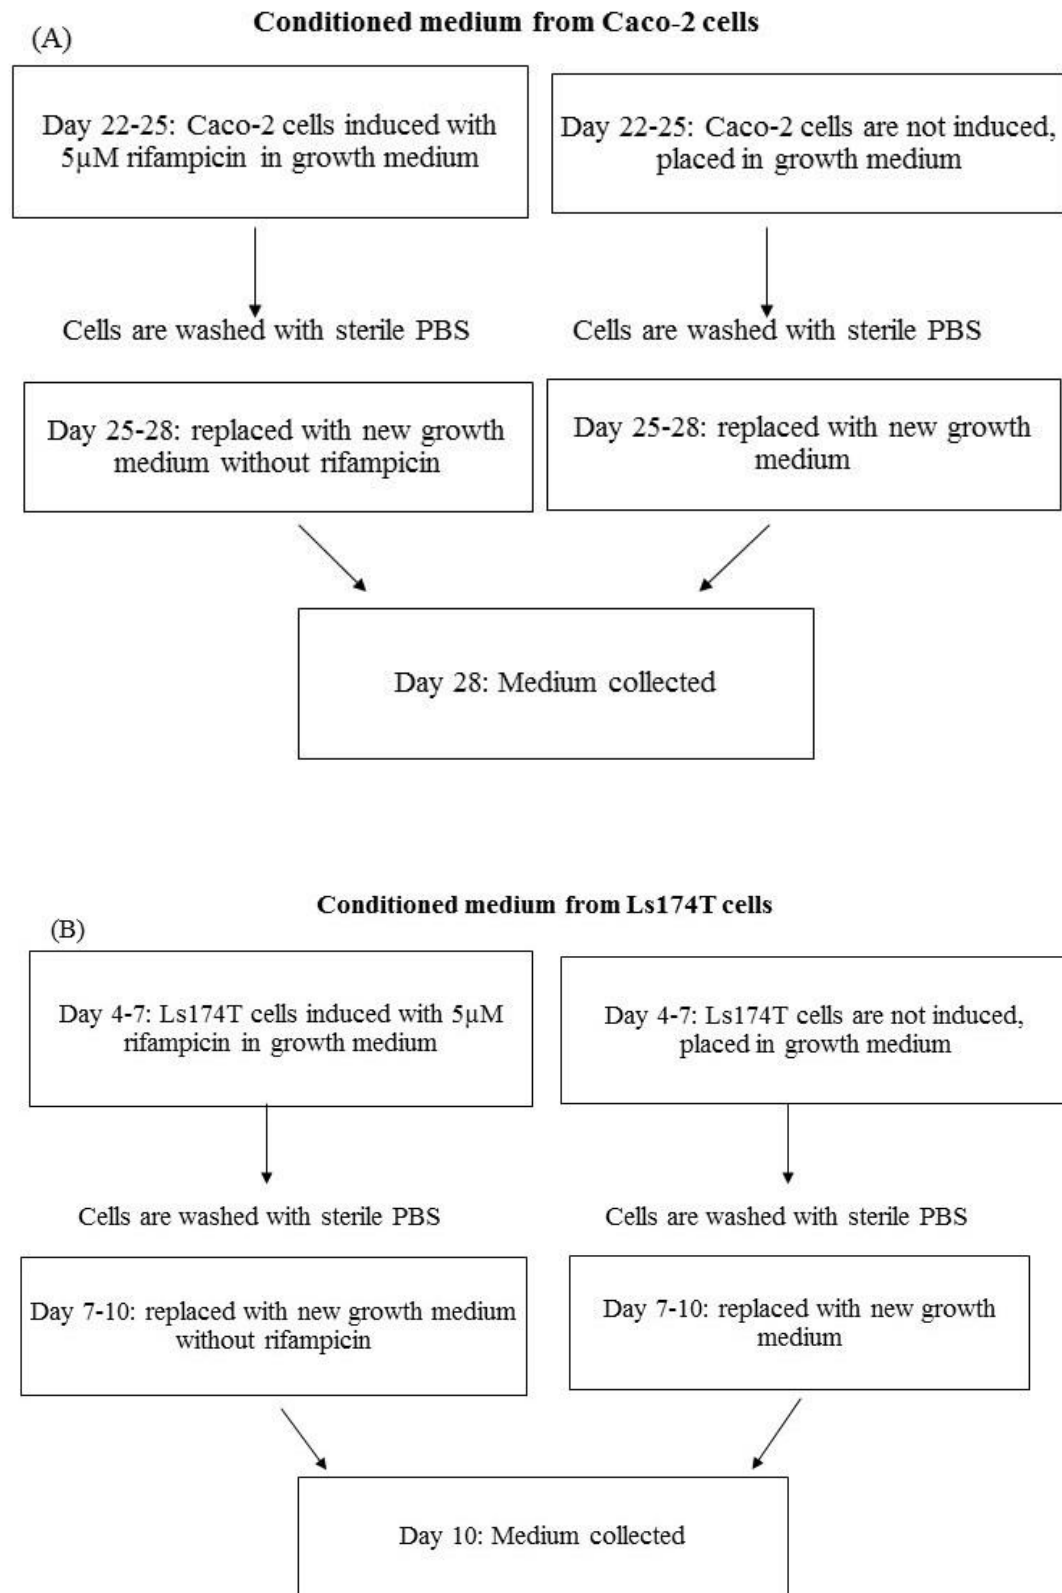 Conditioned medium from Caco-2 cells
(A)
Day 22-25: Caco-2 cells induced with
5µM rifampicin in growth medium
Day 22-25: Caco-2 cells are not induced,
placed in growth medium
Cells are washed with sterile PBS
Cells are washed with sterile PBS
Day 25-28: replaced with new growth
medium without rifampicin
Day 25-28: replaced with new growth
medium
Day 28: Medium collected
Conditioned medium from Ls174T cells
(B)
Day 4-7: Ls174T cells induced with 5µM
rifampicin in growth medium
Day 4-7: Ls174T cells are not induced,
placed in growth medium
Cells are washed with sterile PBS
Cells are washed with sterile PBS
Day 7-10: replaced with new growth medium
without rifampicin
Day 7-10: replaced with new growth
medium
Day 10: Medium collected